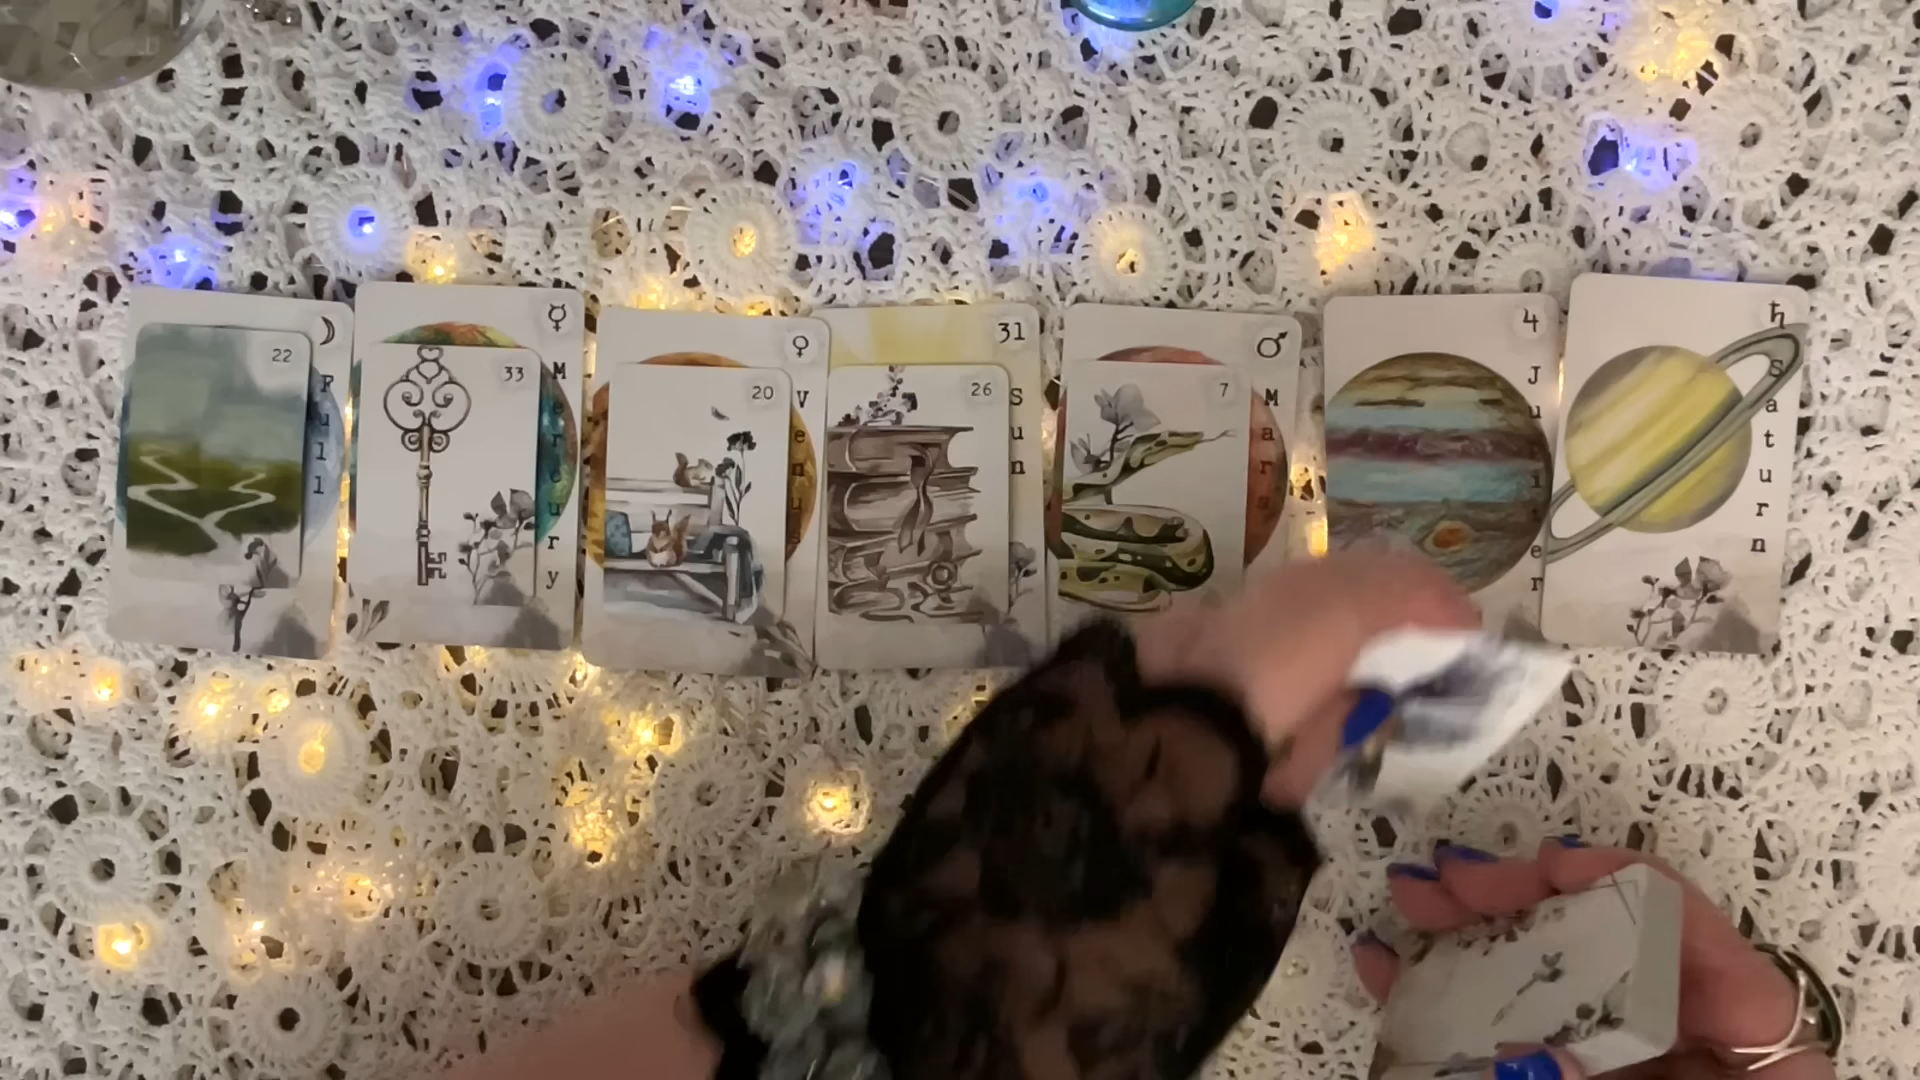 22
☽
Full
33
☿
Mercury
20
♀
Venus
26
31
Sun
7
♂
Mars
4
Jupiter
♄
Saturn